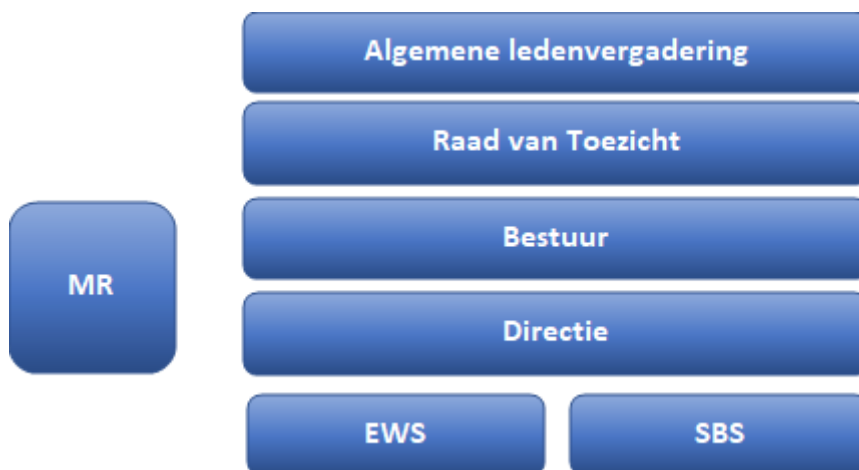 Algemene ledenvergadering
Raad van Toezicht
Bestuur
MR
Directie
EWS
SBS